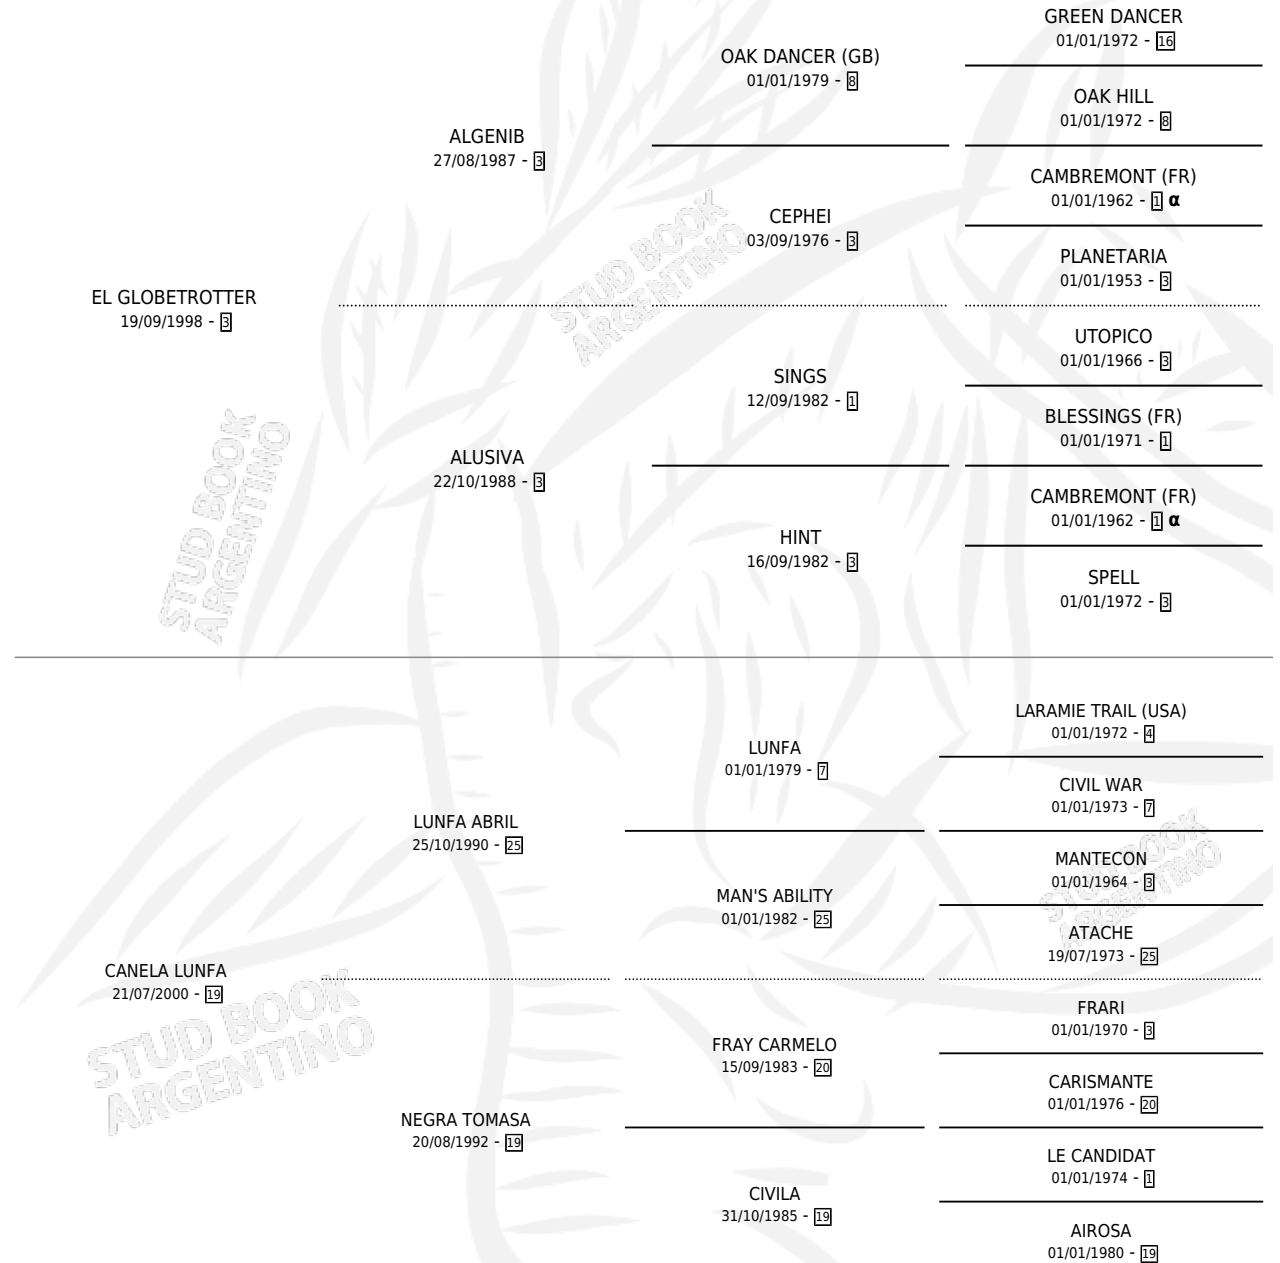 GREEN DANCER
01/01/1972 - 16
OAK DANCER (GB)
01/01/1979 - 8
OAK HILL
01/01/1972 - 8
ALGENIB
27/08/1987 - 3
CAMBREMONT (FR)
01/01/1962 - 1 α
CEPHEI
03/09/1976 - 3
PLANETARIA
01/01/1953 - 3
EL GLOBETROTTER
19/09/1998 - 3
UTOPICO
01/01/1966 - 3
SINGS
12/09/1982 - 1
BLESSINGS (FR)
01/01/1971 - 1
ALUSIVA
22/10/1988 - 3
CAMBREMONT (FR)
01/01/1962 - 1 α
HINT
16/09/1982 - 3
SPELL
01/01/1972 - 3
STUD BOOK
ARGENTINO
STUD BOOK
ARGENTINO
LARAMIE TRAIL (USA)
01/01/1972 - 4
LUNFA
01/01/1979 - 7
CIVIL WAR
01/01/1973 - 7
LUNFA ABRIL
25/10/1990 - 25
MANTECON
01/01/1964 - 3
MAN'S ABILITY
01/01/1982 - 25
ATACHE
19/07/1973 - 25
CANELA LUNFA
21/07/2000 - 19
FRARI
01/01/1970 - 3
FRAY CARMELO
15/09/1983 - 20
CARISMANTE
01/01/1976 - 20
NEGRA TOMASA
20/08/1992 - 19
LE CANDIDAT
01/01/1974 - 1
CIVILA
31/10/1985 - 19
AIROSA
01/01/1980 - 19
STUD BOOK
ARGENTINO
STUD BOOK
ARGENTINO